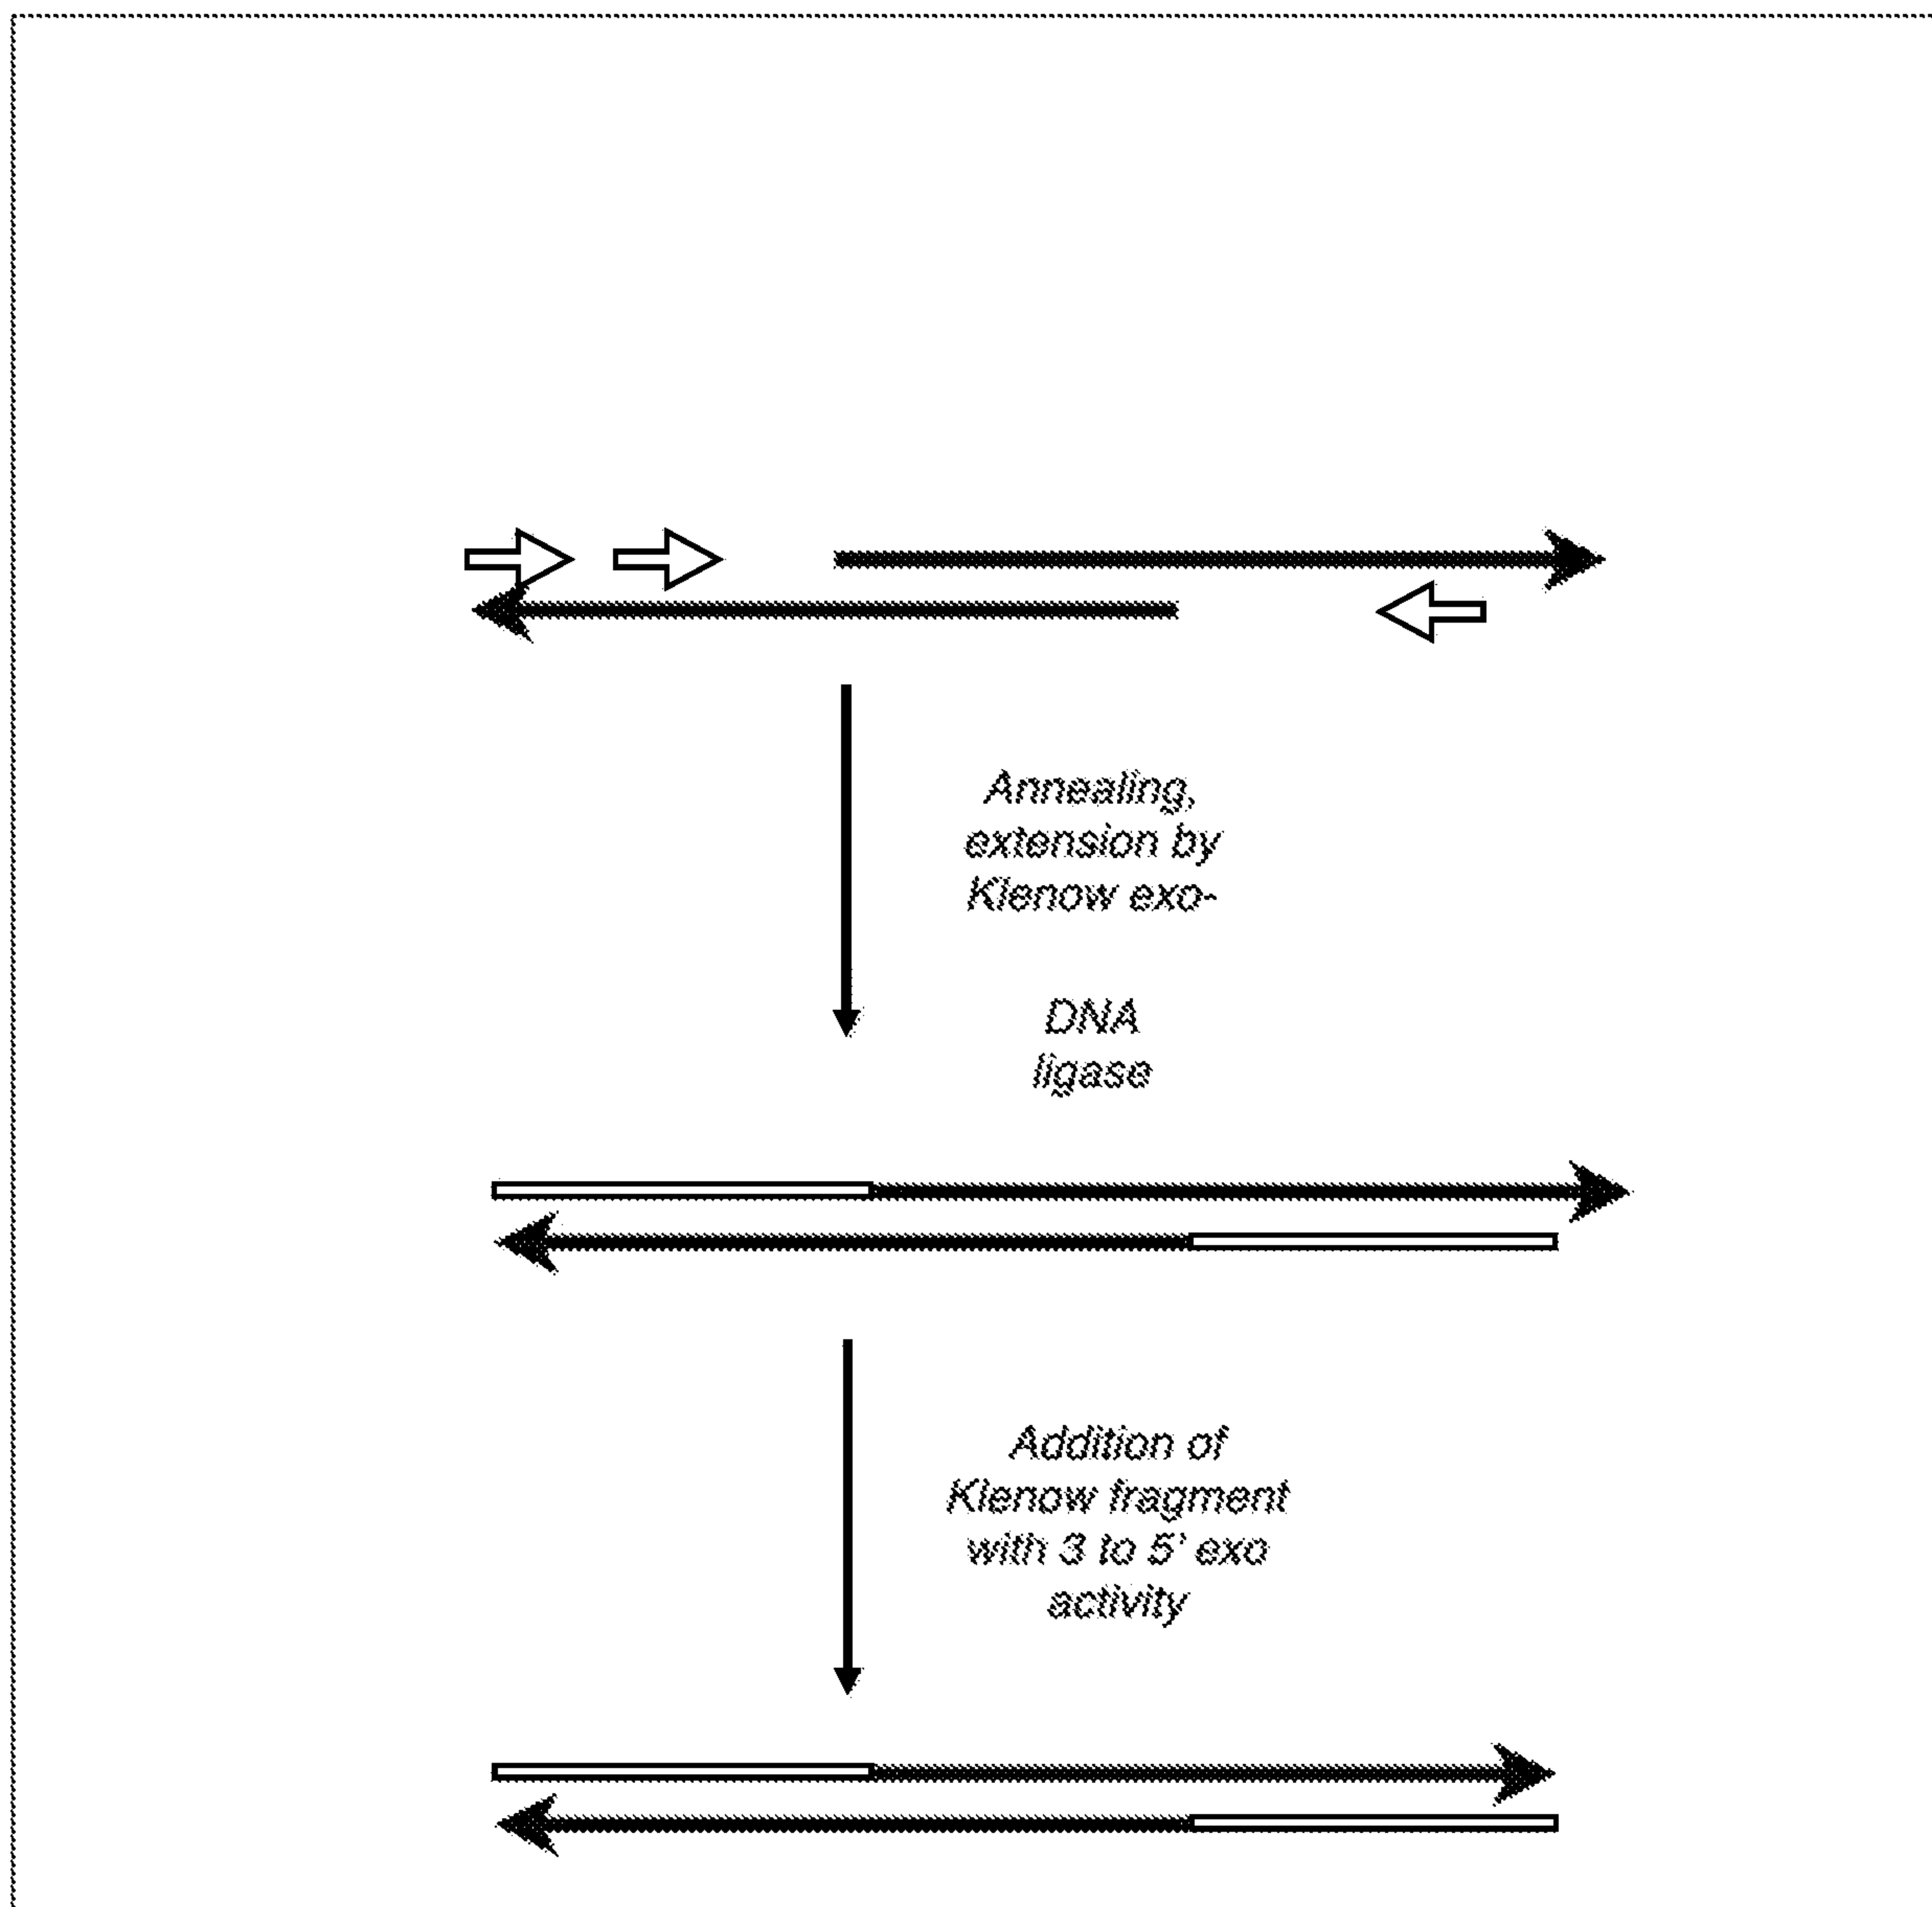 Annealing,
extension by
Klenow exo-
DNA
ligase
Addition of
Klenow fragment
with 3 to 5' exo
activity